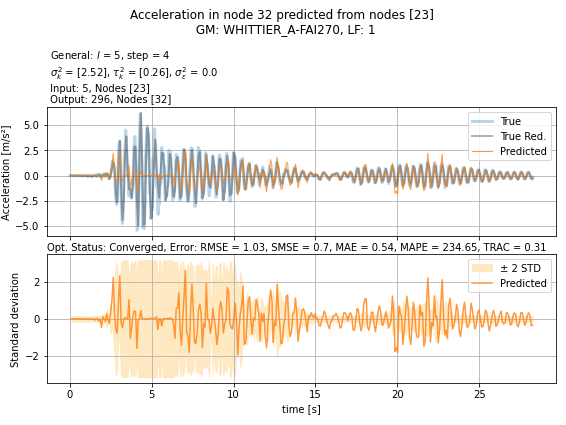 Acceleration in node 32 predicted from nodes [23]
GM: WHITTIER_A-FAI270, LF: 1
General: l = 5, step = 4
σ²ₖ = [2.52], τ²ₖ = [0.26], σ²ε = 0.0
Input: 5, Nodes [23]
Output: 296, Nodes [32]
Acceleration [m/s²]
5.0
2.5
0.0
−2.5
−5.0
True
True Red.
Predicted
Opt. Status: Converged, Error: RMSE = 1.03, SMSE = 0.7, MAE = 0.54, MAPE = 234.65, TRAC = 0.31
Standard deviation
2
0
−2
± 2 STD
Predicted
0 5 10 15 20 25
time [s]